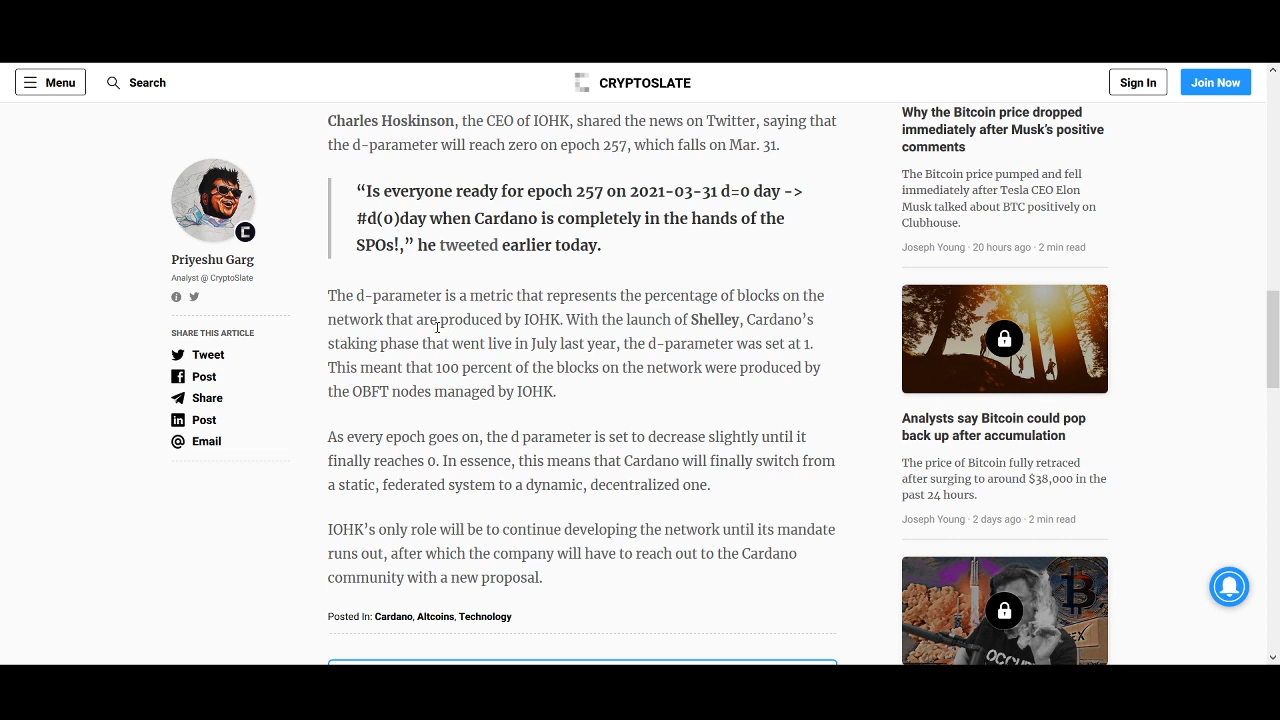 Menu
Search
CRYPTOSLATE
Sign In
Join Now
Priyeshu Garg
Analyst @ CryptoSlate
SHARE THIS ARTICLE
Tweet
Post
Share
Post
Email
Charles Hoskinson, the CEO of IOHK, shared the news on Twitter, saying that
the d-parameter will reach zero on epoch 257, which falls on Mar. 31.
“Is everyone ready for epoch 257 on 2021-03-31 d=0 day ->
#d(0)day when Cardano is completely in the hands of the
SPOs!,” he tweeted earlier today.
The d-parameter is a metric that represents the percentage of blocks on the
network that are produced by IOHK. With the launch of Shelley, Cardano’s
staking phase that went live in July last year, the d-parameter was set at 1.
This meant that 100 percent of the blocks on the network were produced by
the OBFT nodes managed by IOHK.
As every epoch goes on, the d parameter is set to decrease slightly until it
finally reaches 0. In essence, this means that Cardano will finally switch from
a static, federated system to a dynamic, decentralized one.
IOHK’s only role will be to continue developing the network until its mandate
runs out, after which the company will have to reach out to the Cardano
community with a new proposal.
Posted In: Cardano, Altcoins, Technology
Why the Bitcoin price dropped
immediately after Musk’s positive
comments
The Bitcoin price pumped and fell
immediately after Tesla CEO Elon
Musk talked about BTC positively on
Clubhouse.
Joseph Young · 20 hours ago · 2 min read
Analysts say Bitcoin could pop
back up after accumulation
The price of Bitcoin fully retraced
after surging to around $38,000 in the
past 24 hours.
Joseph Young · 2 days ago · 2 min read
OCCUP